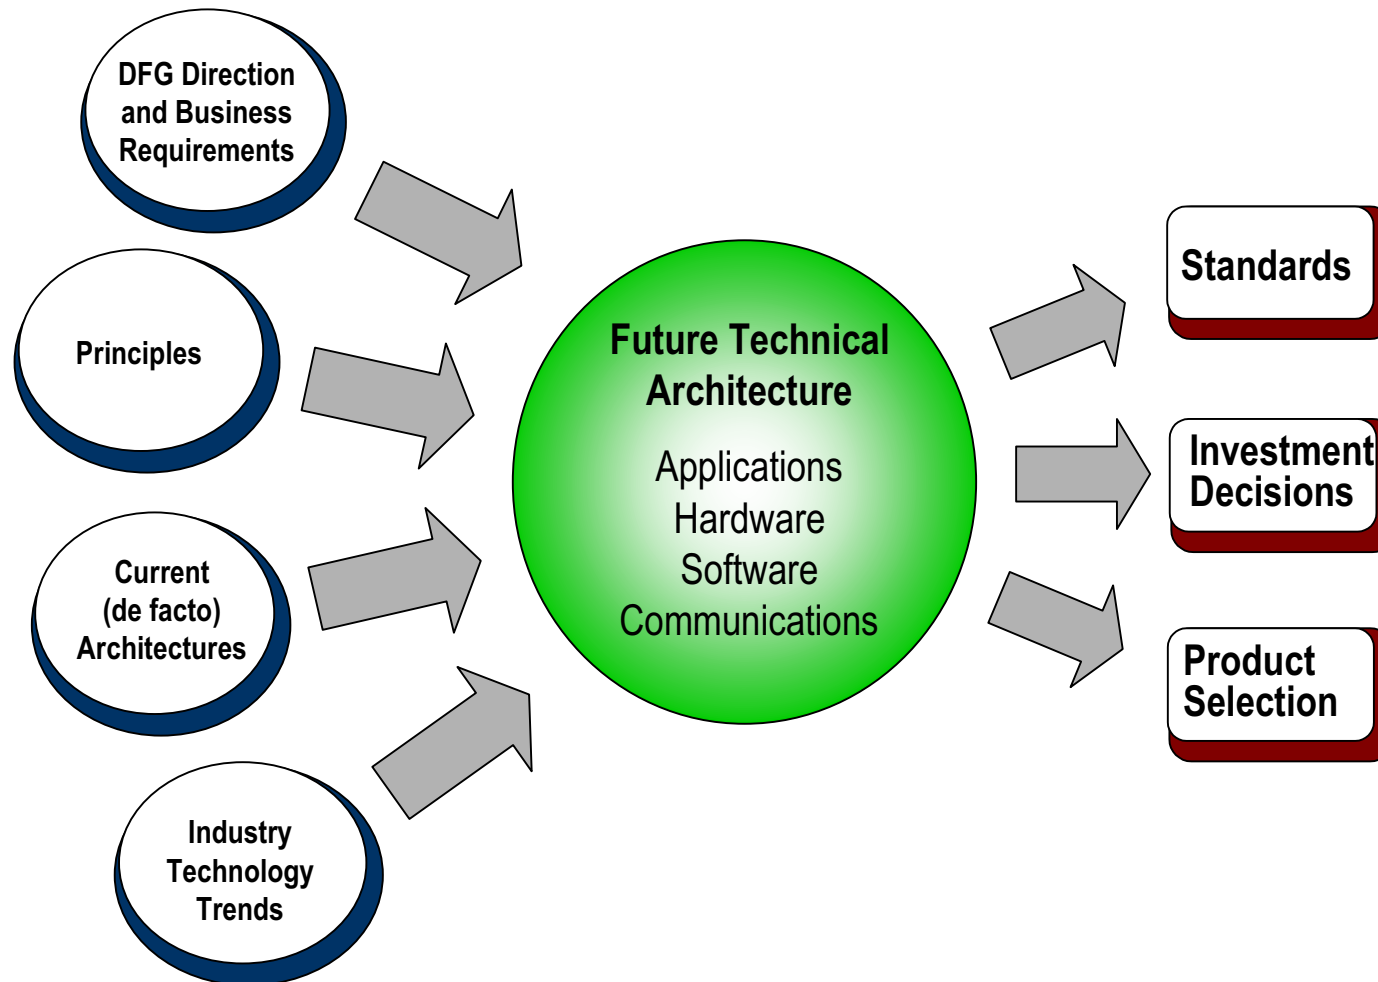 DFG Direction
and Business
Requirements
Principles
Current
(de facto)
Architectures
Industry
Technology
Trends
Future Technical
Architecture
Applications
Hardware
Software
Communications
Standards
Investment
Decisions
Product
Selection